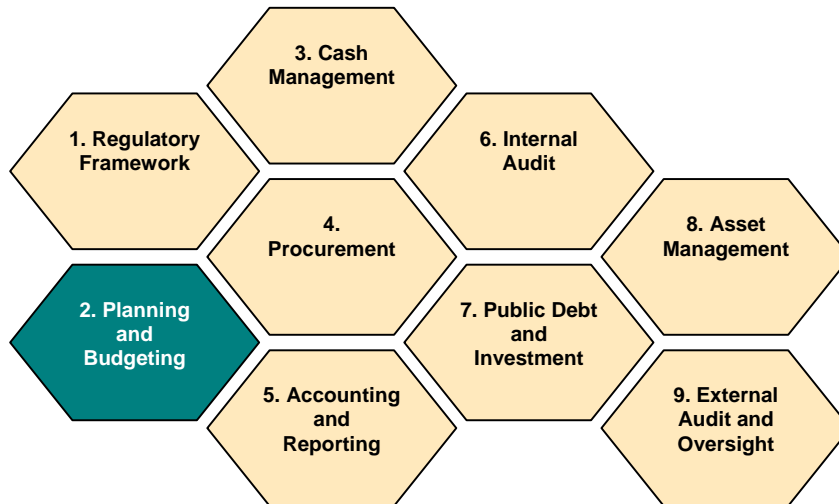 1. Regulatory
Framework
2. Planning
and
Budgeting
3. Cash
Management
4.
Procurement
5. Accounting
and
Reporting
6. Internal
Audit
7. Public Debt
and
Investment
8. Asset
Management
9. External
Audit and
Oversight